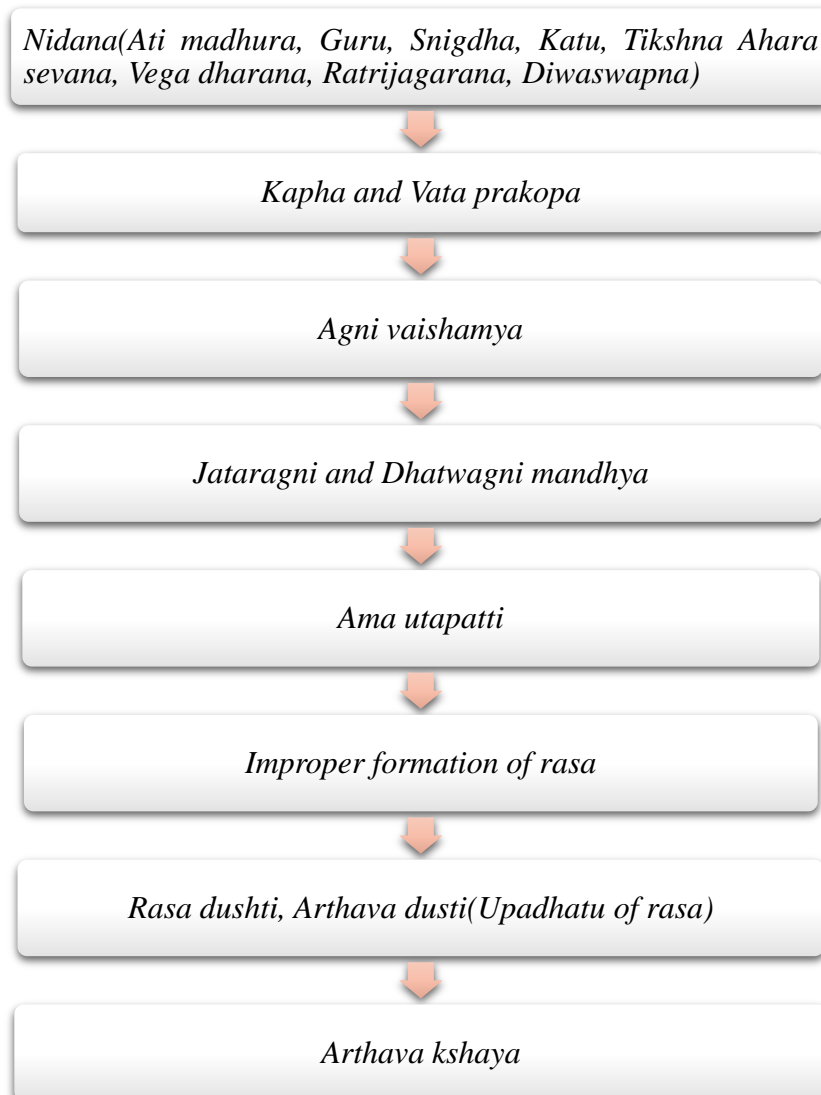 Nidana(Ati madhura, Guru, Snigdha, Katu, Tikshna Ahara
sevana, Vega dharana, Ratrijagarana, Diwaswapna)
Kapha and Vata prakopa
Agni vaishamya
Jataragni and Dhatwagni mandhya
Ama utapatti
Improper formation of rasa
Rasa dushti, Arthava dusti(Upadhatu of rasa)
Arthava kshaya